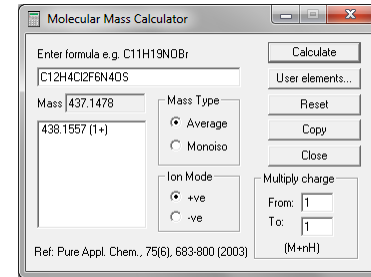 Molecular Mass Calculator
Enter formula e.g. C11H19NOBr
C12H4Cl2F6N4OS
Mass 437.1478
438.1557 (1+)
Mass Type
Average
Monoiso
Ion Mode
+ve
-ve
Calculate
User elements...
Reset
Copy
Close
Multiply charge
From: 1
To: 1
(M+nH)
Ref: Pure Appl. Chem., 75(6), 683-800 (2003)